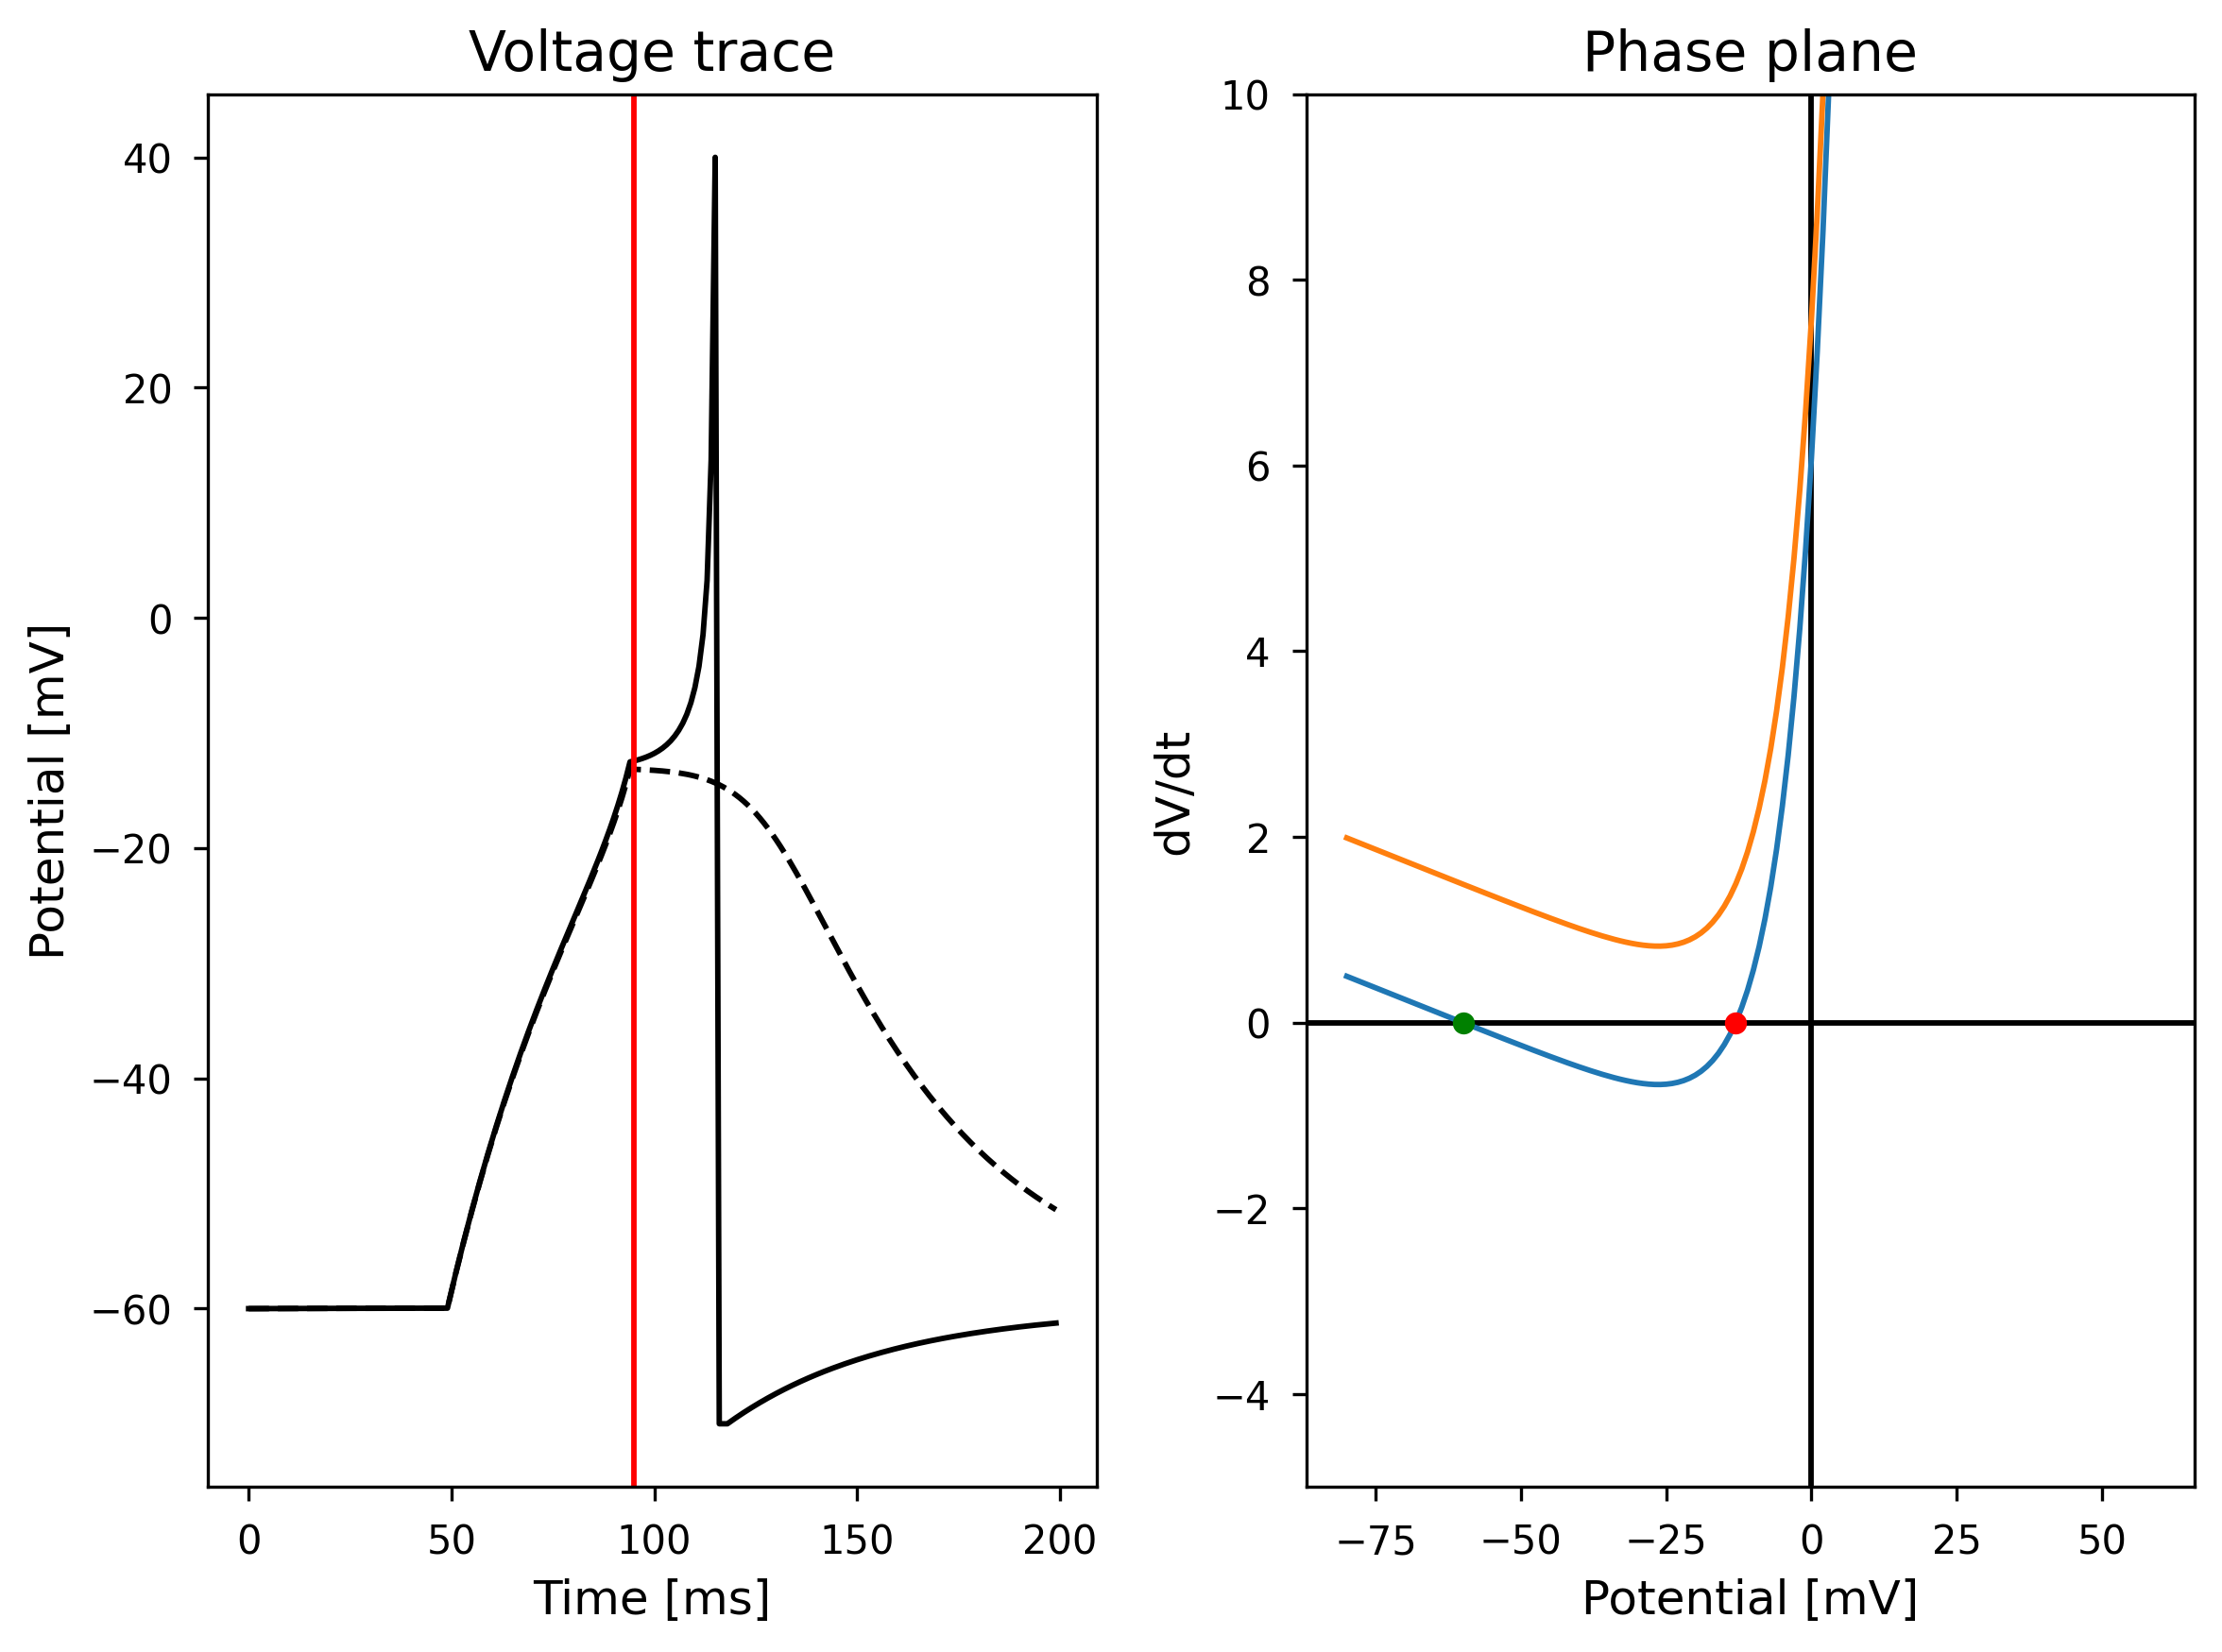 Voltage trace
Potential [mV]
40
20
0
−20
−40
−60
0 50 100 150 200
Time [ms]
Phase plane
dV/dt
10
8
6
4
2
0
−2
−4
−75 −50 −25 0 25 50
Potential [mV]